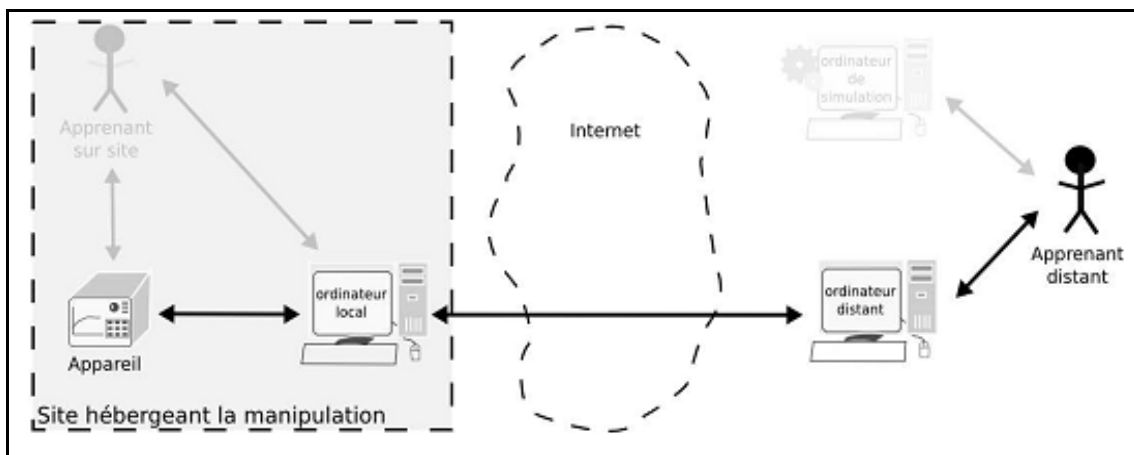 Apprenant
sur site
Internet
ordinateur
de
simulation
Apprenant
distant
ordinateur
local
ordinateur
distant
Appareil
Site hébergeant la manipulation